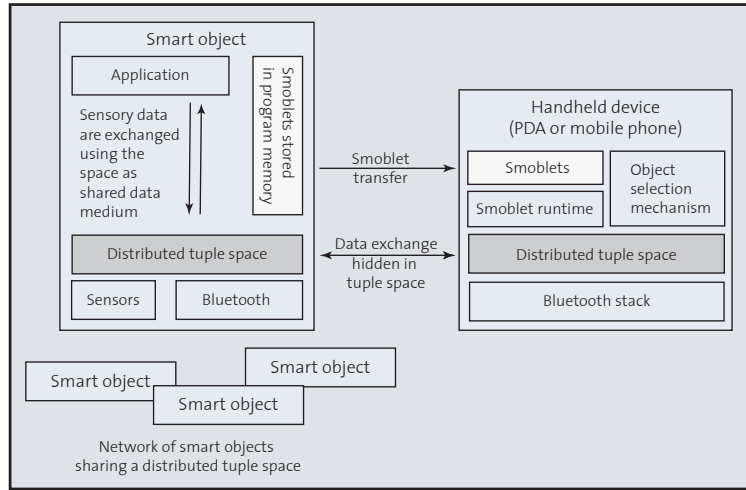 Smart object
Application
Sensory data
are exchanged
using the
space as
shared data
medium
Smoblets stored
in program memory
Distributed tuple space
Sensors
Bluetooth
Smoblet
transfer
Data exchange
hidden in
tuple space
Handheld device
(PDA or mobile phone)
Smoblets
Smoblet runtime
Object
selection
mechanism
Distributed tuple space
Bluetooth stack
Smart object
Smart object
Smart object
Network of smart objects
sharing a distributed tuple space